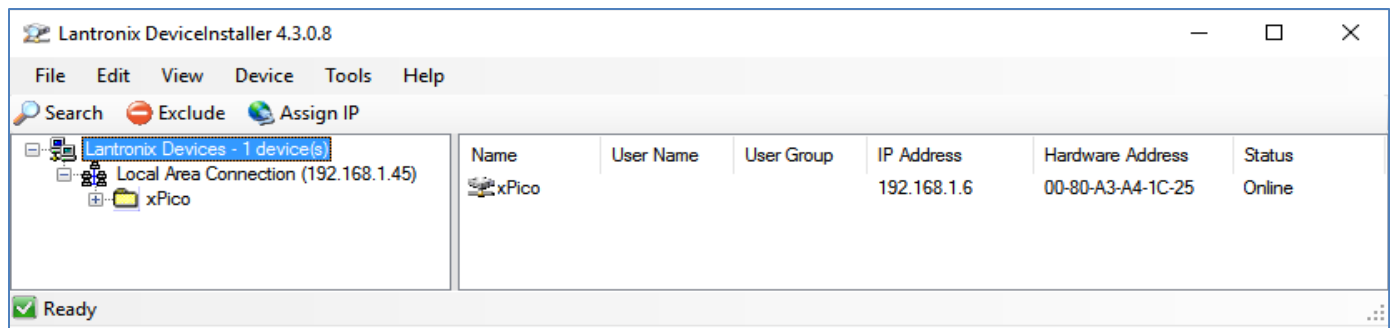 Lantronix DeviceInstaller 4.3.0.8
File Edit View Device Tools Help
Search Exclude Assign IP
Lantronix Devices - 1 device(s)
Local Area Connection (192.168.1.45)
xPico
Name User Name User Group IP Address Hardware Address Status
xPico 192.168.1.6 00-80-A3-A4-1C-25 Online
Ready